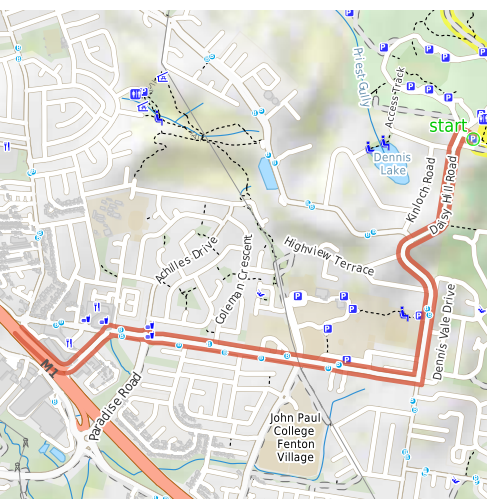 Priest Gully
Access Track
start
Dennis
Lake
Kinloch Road
Daisy Hill Road
Achilles Drive
Coleman Crescent
Highview Terrace
Dennis Vale Drive
M1
Paradise Road
John Paul
College
Fenton
Village